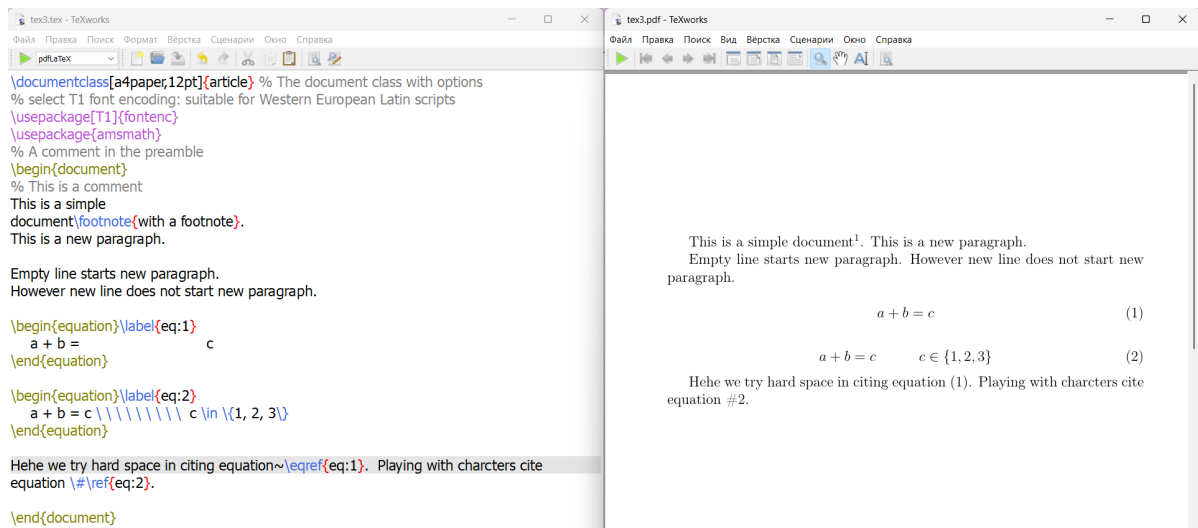 tex3.tex - TeXworks
Файл Правка Поиск Формат Вёрстка Сценарии Окно Справка
pdfLaTeX
\documentclass[a4paper,12pt]{article} % The document class with options
% select T1 font encoding: suitable for Western European Latin scripts
\usepackage[T1]{fontenc}
\usepackage{amsmath}
% A comment in the preamble
\begin{document}
% This is a comment
This is a simple
document\footnote{with a footnote}.
This is a new paragraph.
Empty line starts new paragraph.
However new line does not start new paragraph.
\begin{equation}\label{eq:1}
a + b = c
\end{equation}
\begin{equation}\label{eq:2}
a + b = c \ \ \ \ \ \ \ \ \ c \in \{1, 2, 3\}
\end{equation}
Hehe we try hard space in citing equation~\eqref{eq:1}. Playing with charcters cite
equation \#\ref{eq:2}.
\end{document}
tex3.pdf - TeXworks
Файл Правка Поиск Вид Вёрстка Сценарии Окно Справка
This is a simple document¹. This is a new paragraph.
Empty line starts new paragraph. However new line does not start new
paragraph.
a + b = c (1)
a + b = c c ∈ {1, 2, 3} (2)
Hehe we try hard space in citing equation (1). Playing with charcters cite
equation #2.